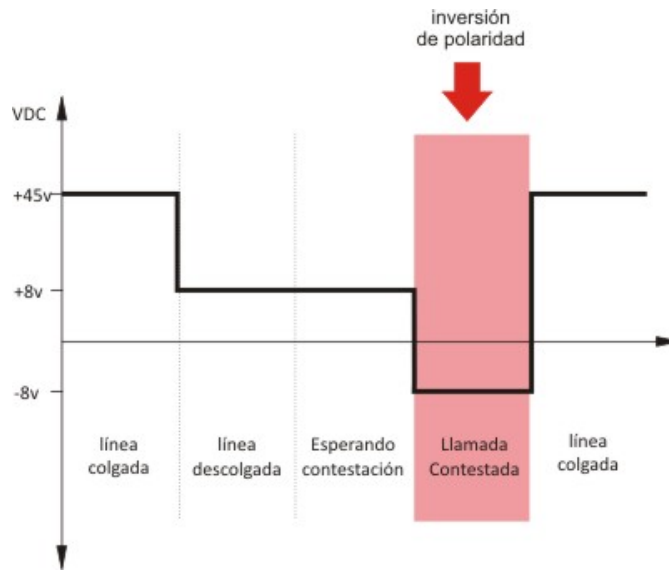 inversión
de polaridad
VDC
+45v
+8v
-8v
línea
colgada
línea
descolgada
Esperando
contestación
Llamada
Contestada
línea
colgada